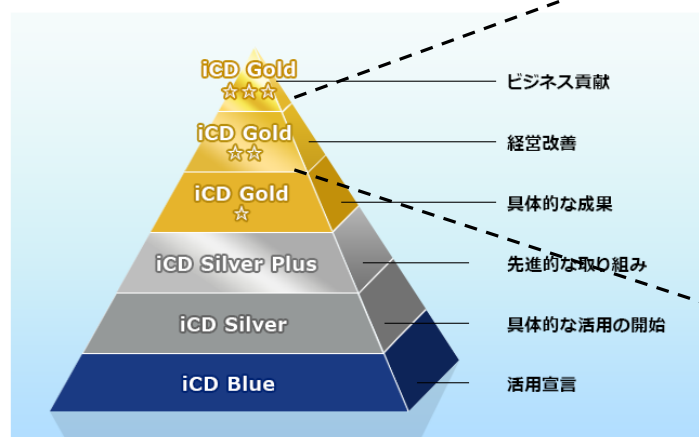 iCD Gold
☆☆☆
ビジネス貢献
iCD Gold
☆☆
経営改善
iCD Gold
☆
具体的な成果
iCD Silver Plus
先進的な取り組み
iCD Silver
具体的な活用の開始
iCD Blue
活用宣言